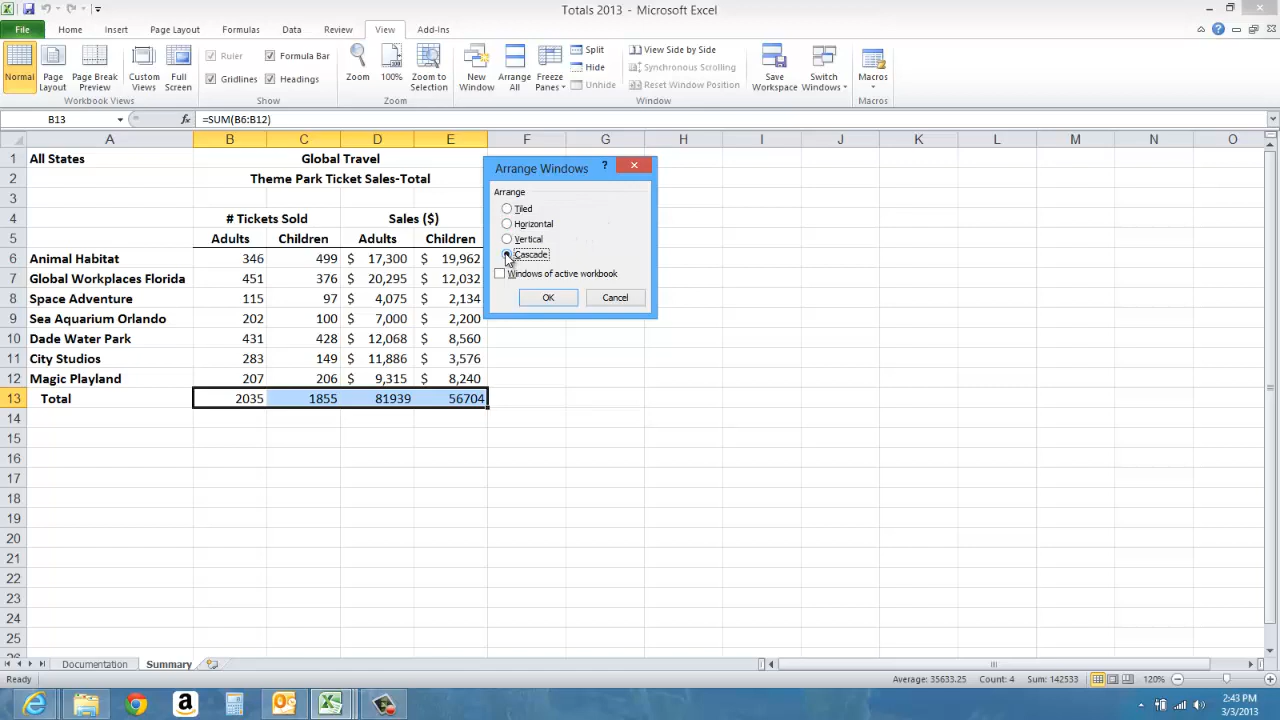 Totals 2013 - Microsoft Excel
File Home Insert Page Layout Formulas Data Review View Add-Ins
Normal
Page Layout
Page Break Preview
Custom Views
Full Screen
Workbook Views
Ruler
Formula Bar
Gridlines
Headings
Show
Zoom
100%
Zoom to Selection
Zoom
New Window
Arrange All
Freeze Panes
Split
Hide
Unhide
View Side by Side
Synchronous Scrolling
Reset Window Position
Window
Save Workspace
Switch Windows
Macros
Macros
B13 fx =SUM(B6:B12)
A B C D E F G H I J K L M N O
1 All States Global Travel
2 Theme Park Ticket Sales-Total
3
4 # Tickets Sold Sales ($)
5 Adults Children Adults Children
6 Animal Habitat 346 499 $ 17,300 $ 19,962
7 Global Workplaces Florida 451 376 $ 20,295 $ 12,032
8 Space Adventure 115 97 $ 4,075 $ 2,134
9 Sea Aquarium Orlando 202 100 $ 7,000 $ 2,200
10 Dade Water Park 431 428 $ 12,068 $ 8,560
11 City Studios 283 149 $ 11,886 $ 3,576
12 Magic Playland 207 206 $ 9,315 $ 8,240
13 Total 2035 1855 81939 56704
14
15
16
17
18
19
20
21
22
23
24
25
Arrange Windows ?
Arrange
Tiled
Horizontal
Vertical
Cascade
Windows of active workbook
OK Cancel
Documentation Summary
Ready Average: 35633.25 Count: 4 Sum: 142533 120%
2:43 PM
3/3/2013